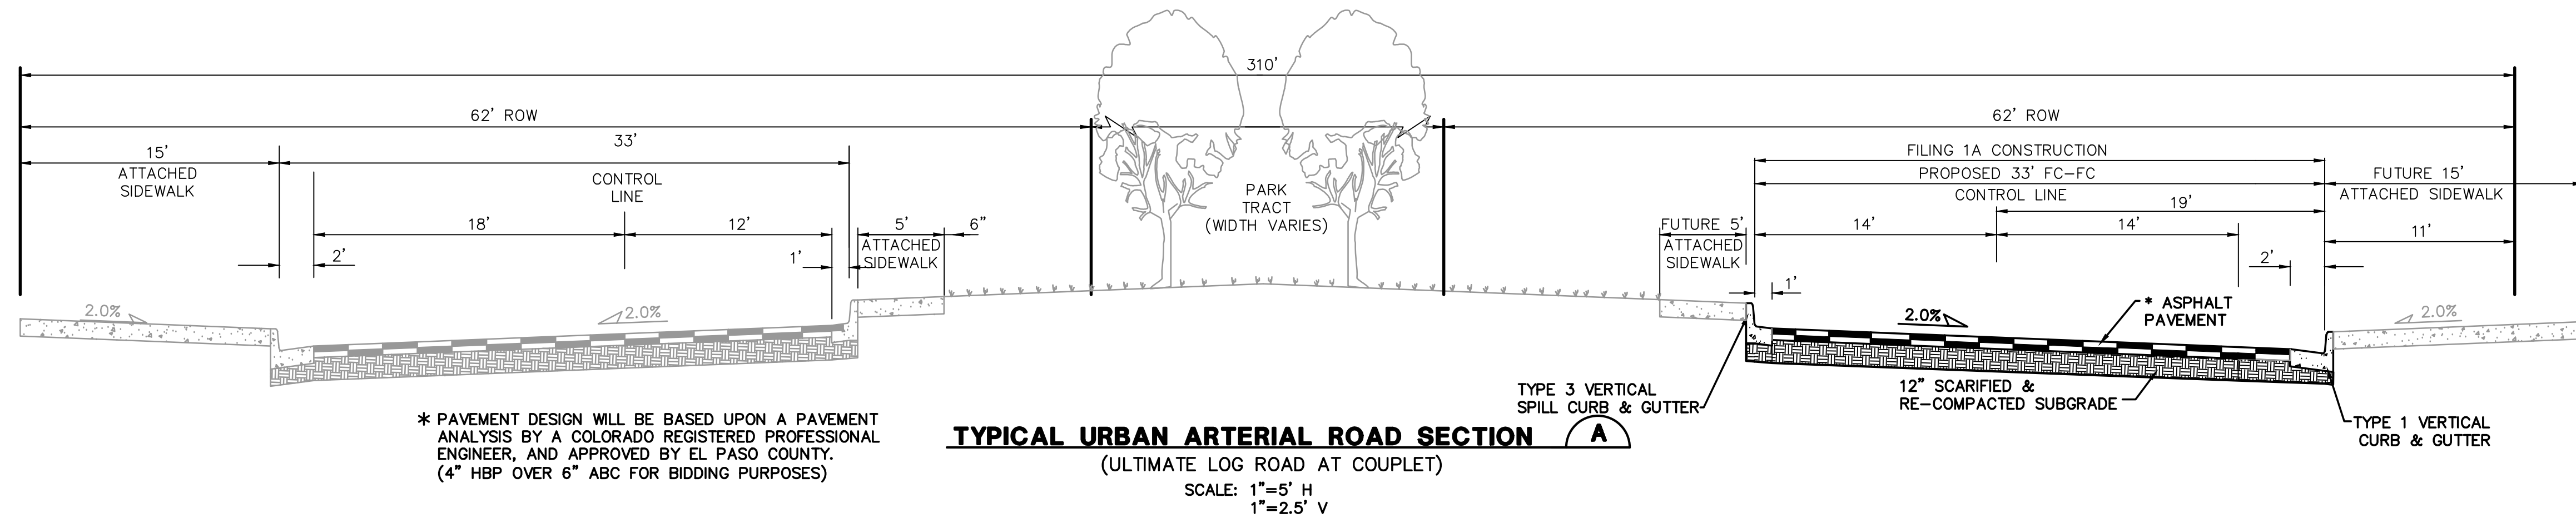 310'
62' ROW
62' ROW
15'
ATTACHED
SIDEWALK
33'
CONTROL
LINE
18'
12'
2'
1'
5'
6"
ATTACHED
SIDEWALK
PARK
TRACT
(WIDTH VARIES)
FILING 1A CONSTRUCTION
PROPOSED 33' FC-FC
CONTROL LINE
19'
FUTURE 15'
ATTACHED SIDEWALK
FUTURE 5'
ATTACHED
SIDEWALK
14'
14'
11'
1'
2'
2.0%
2.0%
2.0%
2.0%
* ASPHALT
PAVEMENT
TYPE 3 VERTICAL
SPILL CURB & GUTTER
12" SCARIFIED &
RE-COMPACTED SUBGRADE
TYPE 1 VERTICAL
CURB & GUTTER
* PAVEMENT DESIGN WILL BE BASED UPON A PAVEMENT
ANALYSIS BY A COLORADO REGISTERED PROFESSIONAL
ENGINEER, AND APPROVED BY EL PASO COUNTY.
(4" HBP OVER 6" ABC FOR BIDDING PURPOSES)
TYPICAL URBAN ARTERIAL ROAD SECTION A
(ULTIMATE LOG ROAD AT COUPLET)
SCALE: 1"=5' H
1"=2.5' V